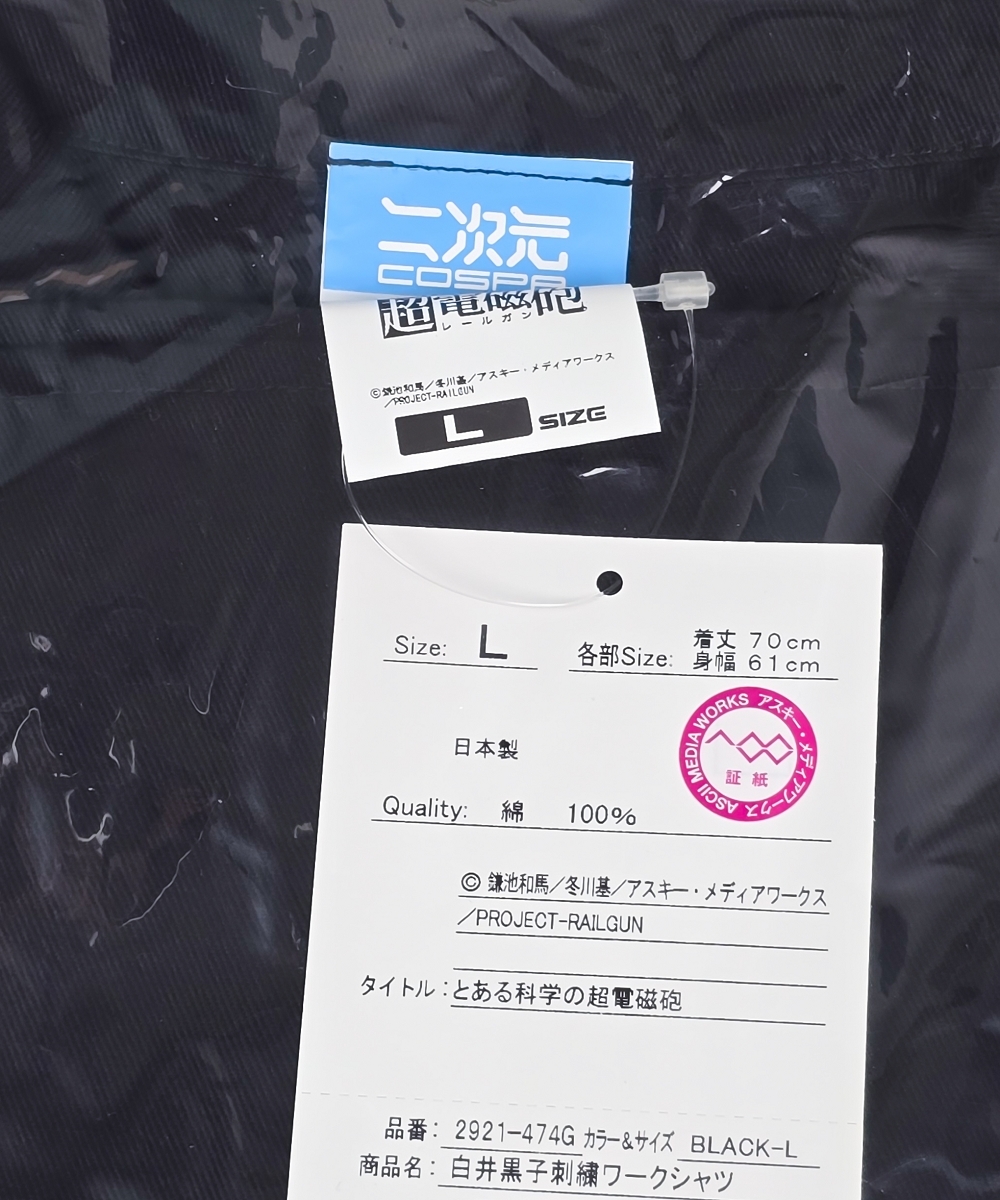 二次元
COSPA
超電磁砲
レールガン
©鎌池和馬／冬川基／アスキー・メディアワークス
/PROJECT-RAILGUN
L SIZE
Size: L 各部Size: 着丈 70cm
身幅 61cm
日本製
ASCII MEDIA WORKS アスキー・メディアワークス
証紙
Quality: 綿 100%
© 鎌池和馬／冬川基／アスキー・メディアワークス
／PROJECT-RAILGUN
タイトル：とある科学の超電磁砲
品番： 2921-474G カラー&サイズ BLACK-L
商品名： 白井黒子刺繍ワークシャツ